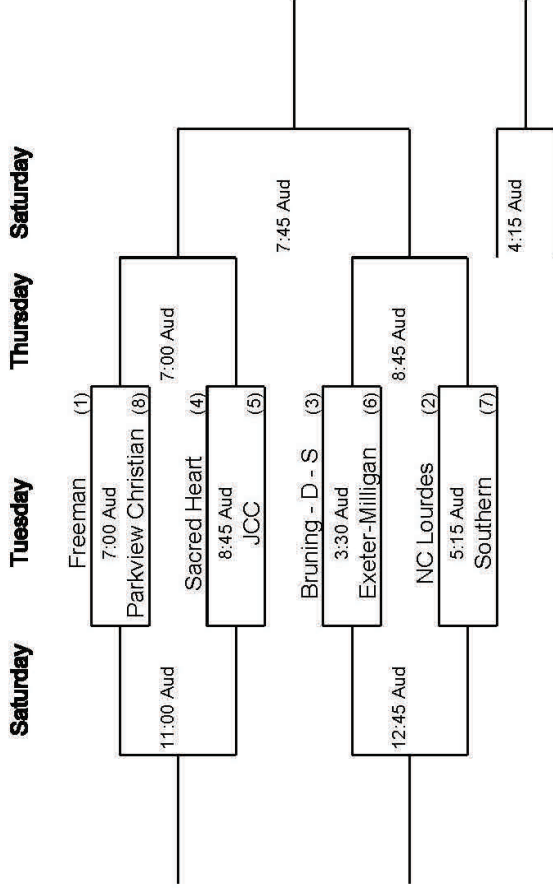 Saturday Tuesday Thursday Saturday
Freeman (1)
7:00 Aud
Parkview Christian (8)
11:00 Aud
7:00 Aud
Sacred Heart (4)
8:45 Aud
JCC (5)
7:45 Aud
Bruning - D - S (3)
3:30 Aud
Exeter-Milligan (6)
12:45 Aud
8:45 Aud
NC Lourdes (2)
5:15 Aud
Southern (7)
4:15 Aud